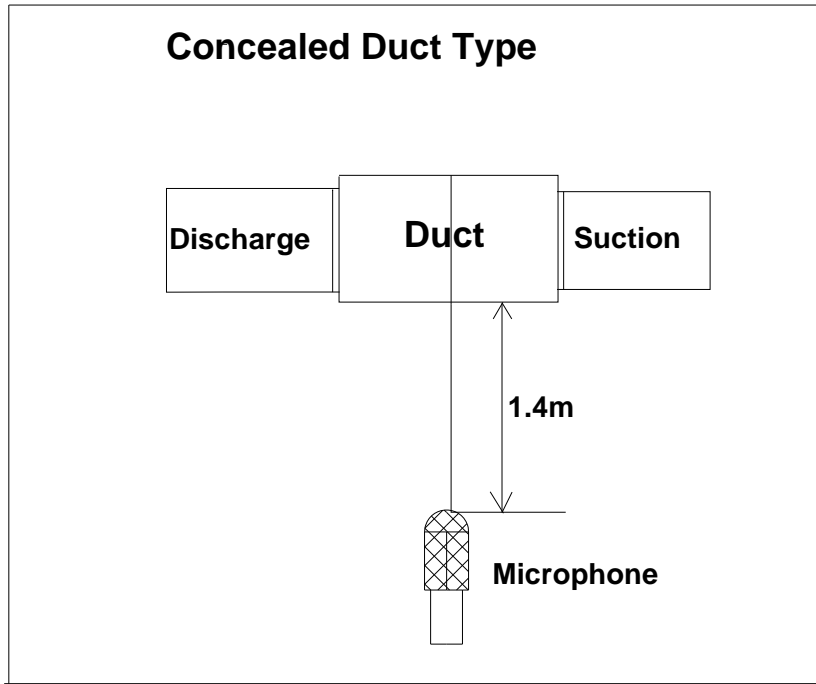 Concealed Duct Type
Discharge
Duct
Suction
1.4m
Microphone